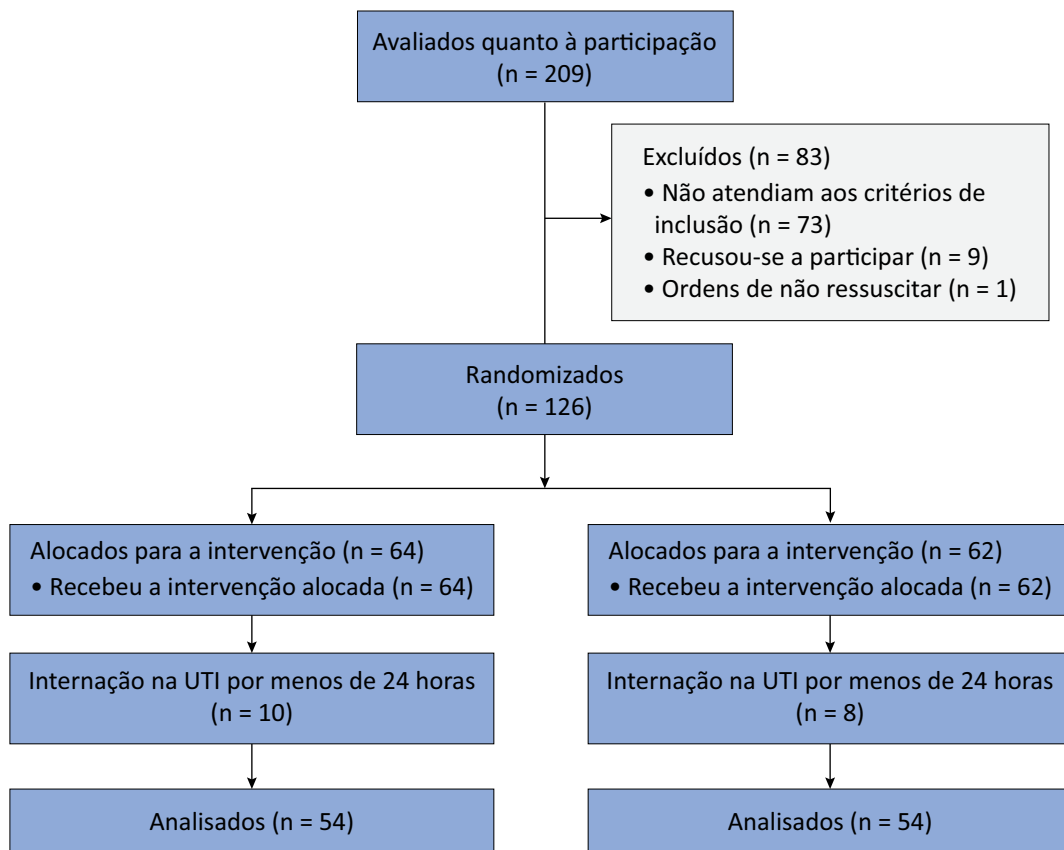 Avaliados quanto à participação
(n = 209)
Excluídos (n = 83)
• Não atendiam aos critérios de
inclusão (n = 73)
• Recusou-se a participar (n = 9)
• Ordens de não ressuscitar (n = 1)
Randomizados
(n = 126)
Alocados para a intervenção (n = 64)
• Recebeu a intervenção alocada (n = 64)
Alocados para a intervenção (n = 62)
• Recebeu a intervenção alocada (n = 62)
Internação na UTI por menos de 24 horas
(n = 10)
Internação na UTI por menos de 24 horas
(n = 8)
Analisados (n = 54)
Analisados (n = 54)